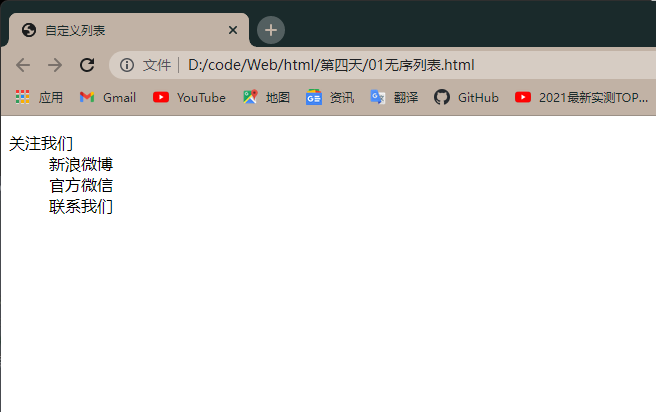 自定义列表
文件 D:/code/Web/html/第四天/01无序列表.html
应用 Gmail YouTube 地图 资讯 翻译 GitHub 2021最新实测TOP...
关注我们
新浪微博
官方微信
联系我们